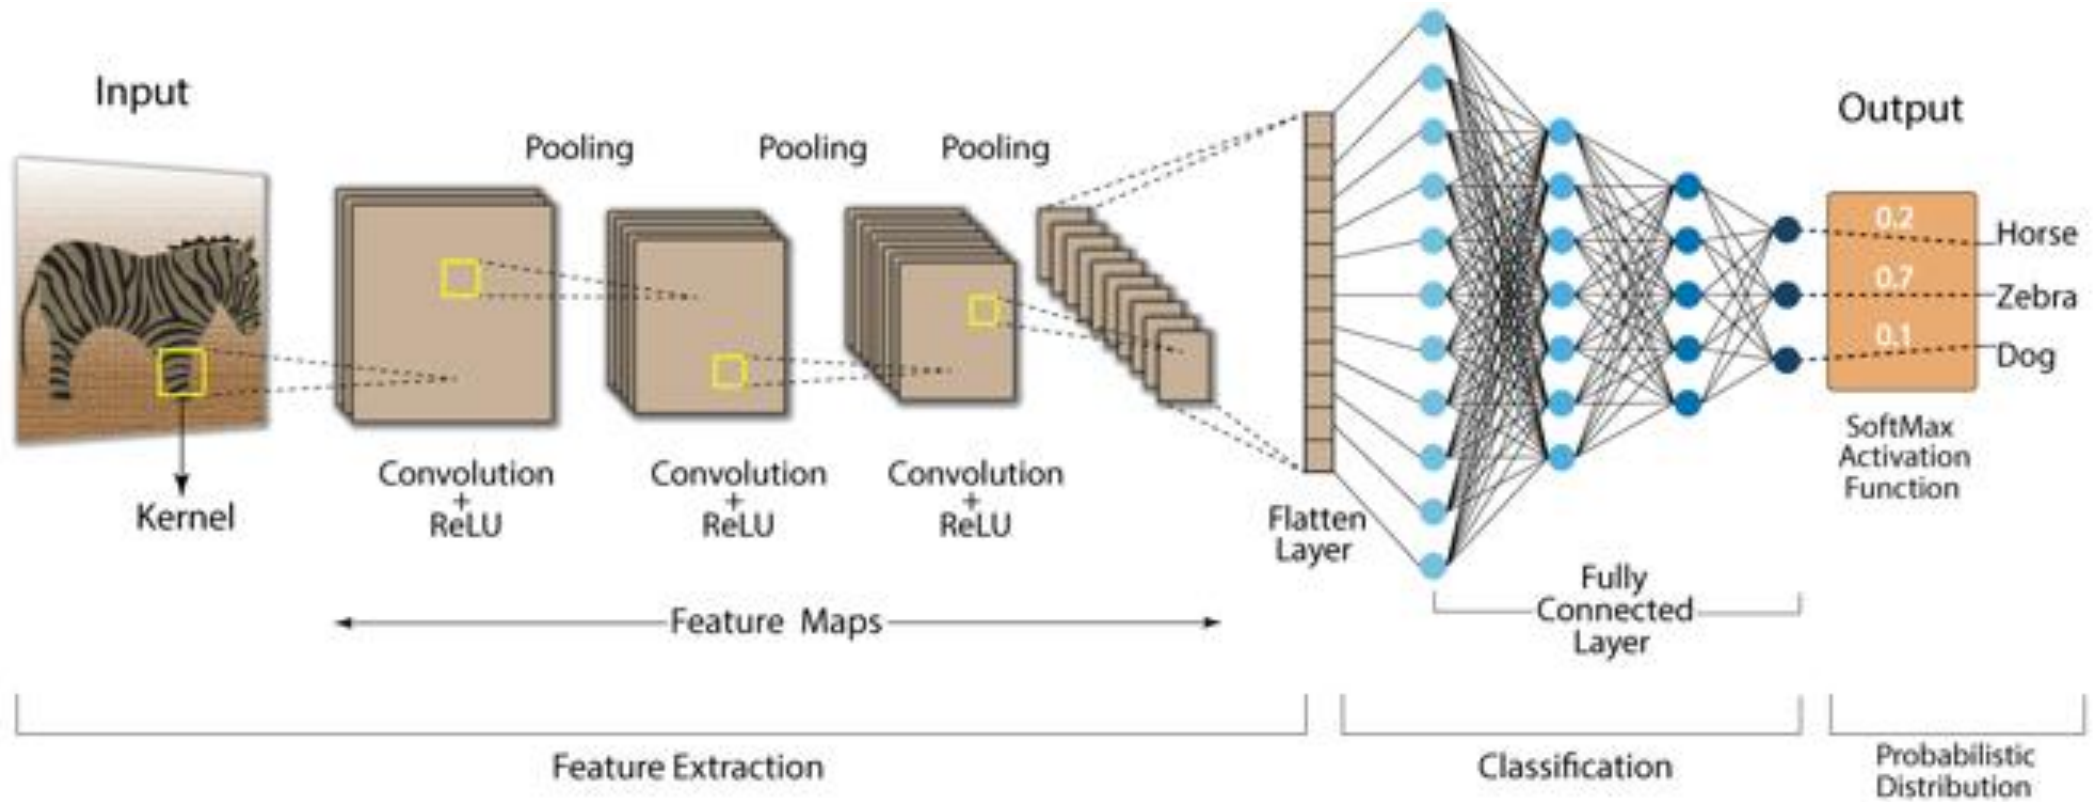 Input
Pooling
Pooling
Pooling
Output
0.2
Horse
0.7
Zebra
0.1
Dog
Kernel
Convolution
+
ReLU
Convolution
+
ReLU
Convolution
+
ReLU
Flatten
Layer
SoftMax
Activation
Function
Fully
Connected
Layer
Feature Maps
Feature Extraction
Classification
Probabilistic
Distribution